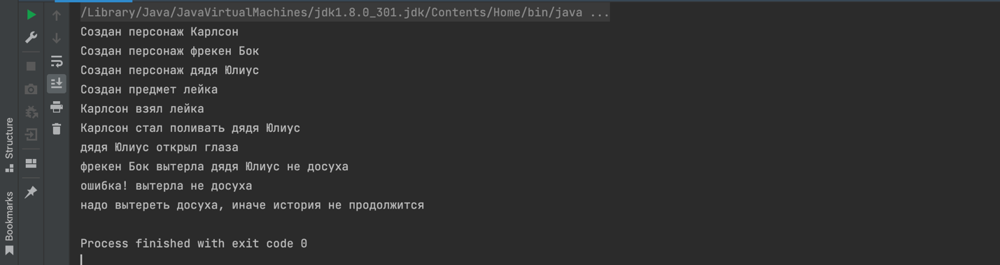 /Library/Java/JavaVirtualMachines/jdk1.8.0_301.jdk/Contents/Home/bin/java ...
Создан персонаж Карлсон
Создан персонаж фрекен Бок
Создан персонаж дядя Юлиус
Создан предмет лейка
Карлсон взял лейка
Карлсон стал поливать дядя Юлиус
дядя Юлиус открыл глаза
фрекен Бок вытерла дядя Юлиус не досуха
ошибка! вытерла не досуха
надо вытереть досуха, иначе история не продолжится
Process finished with exit code 0
Structure
Bookmarks